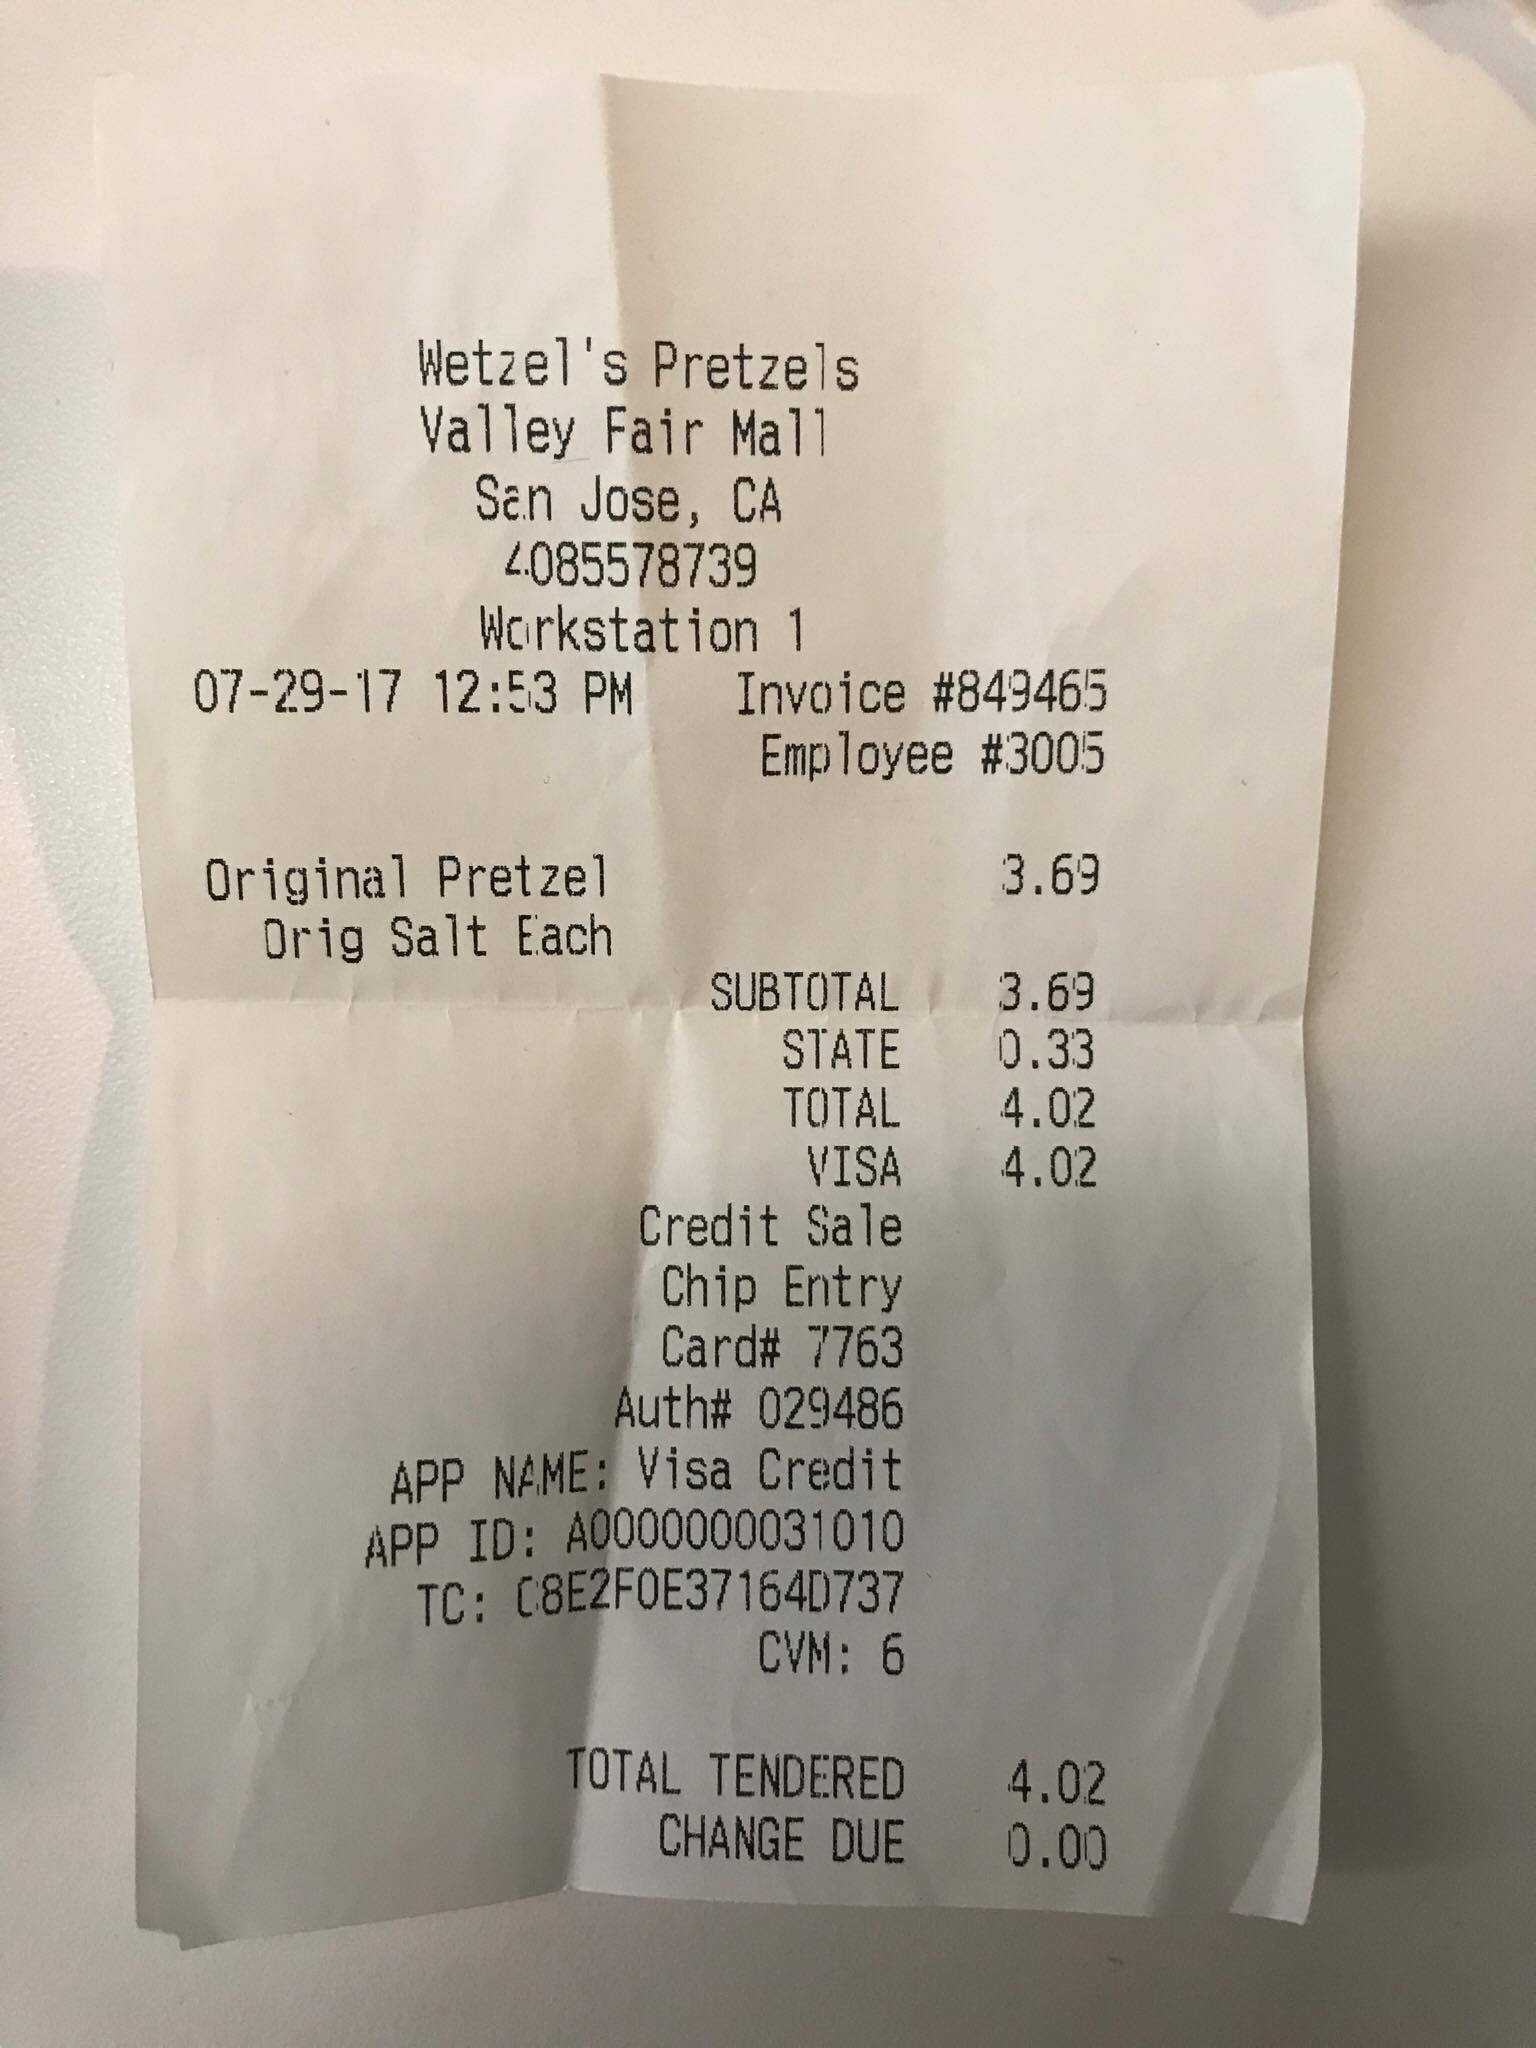 Wetzel's Pretzels
Valley Fair Mall
San Jose, CA
4085578739
Workstation 1
07-29-17 12:53 PM Invoice #849465
Employee #3005
Original Pretzel 3.69
Orig Salt Each
SUBTOTAL 3.69
STATE 0.33
TOTAL 4.02
VISA 4.02
Credit Sale
Chip Entry
Card# 7763
Auth# 029486
APP NAME: Visa Credit
APP ID: A0000000031010
TC: C8E2F0E37164D737
CVM: 6
TOTAL TENDERED 4.02
CHANGE DUE 0.00